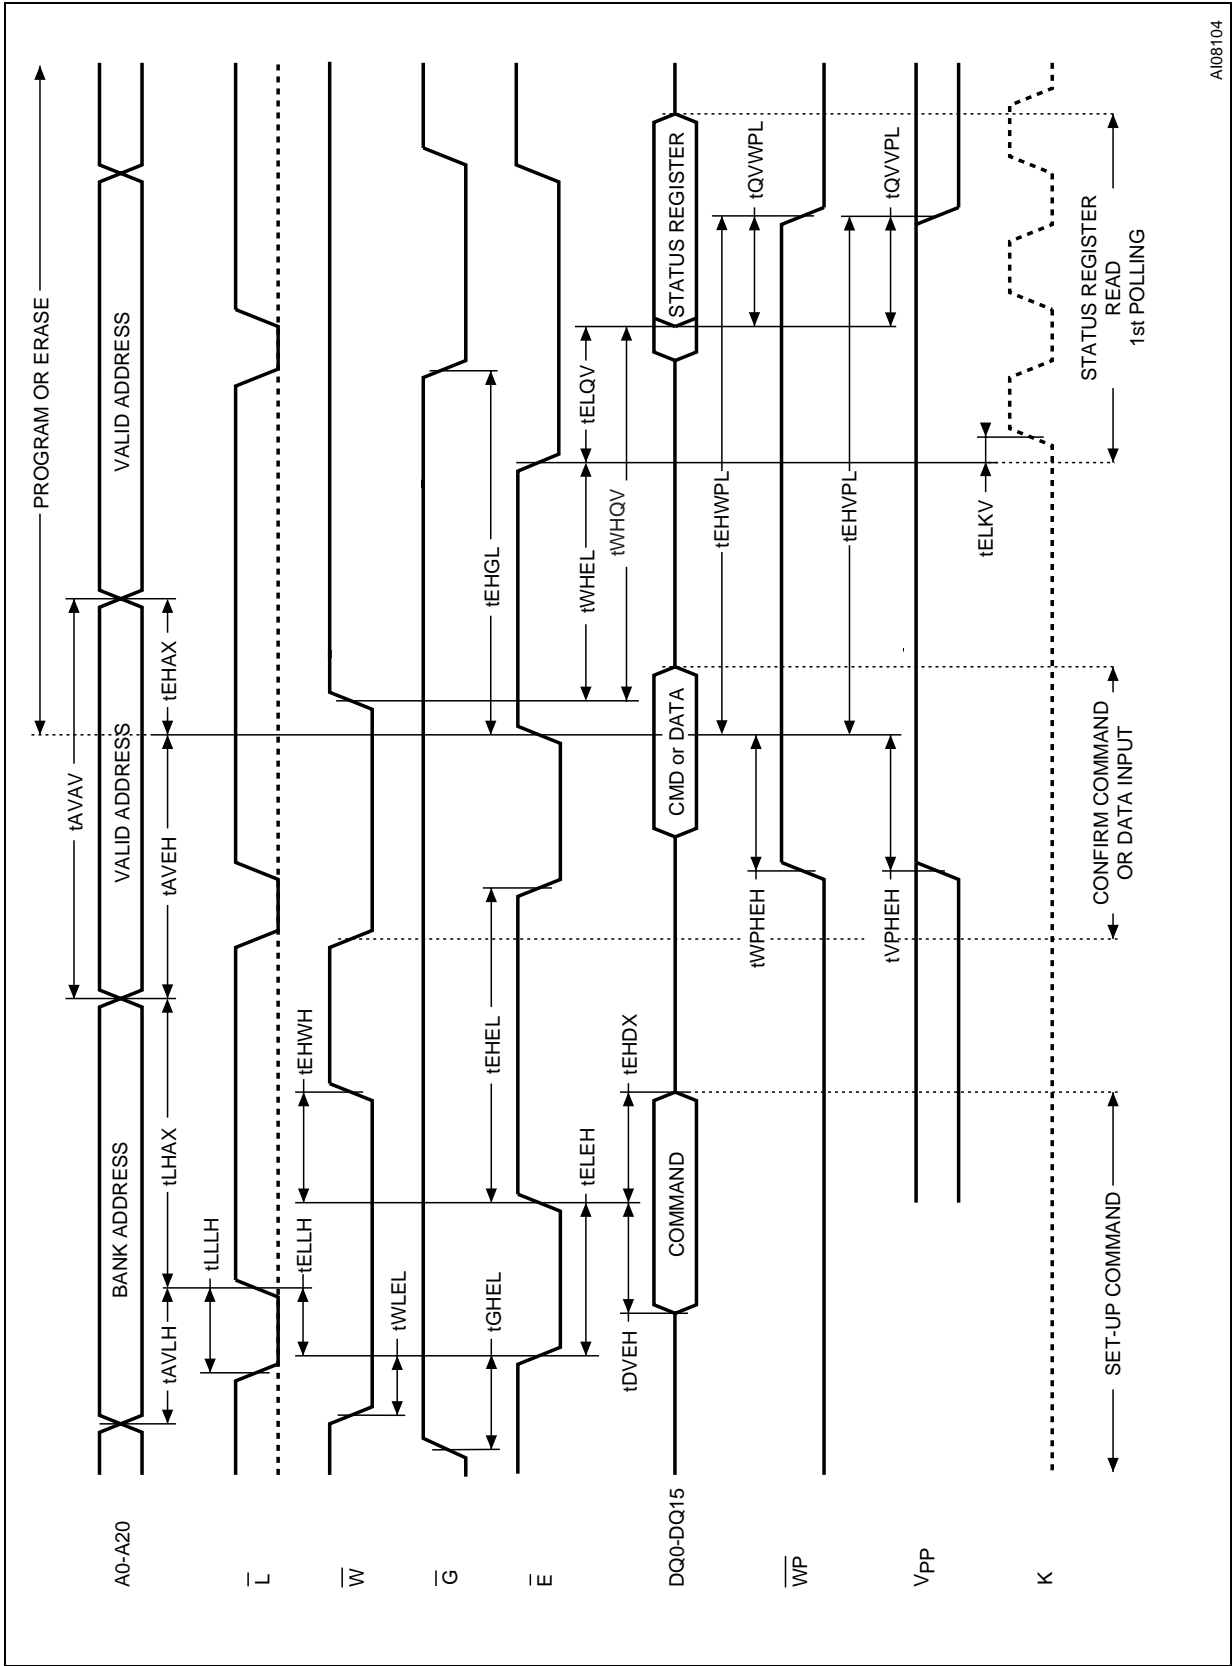 PROGRAM OR ERASE
tAVAV
A0-A20
BANK ADDRESS
VALID ADDRESS
VALID ADDRESS
tAVLH
tLHAX
tAVEH
tEHAX
tLLLH
L
tELLH
tEHWH
W
tWLEL
G
tGHEL
tEHEL
tEHGL
E
tELEH
tWHEL
tELQV
tDVEH
tEHDX
tWHQV
DQ0-DQ15
COMMAND
CMD or DATA
STATUS REGISTER
tEHWPL
tWPHEH
tQVWPL
WP
tEHVPL
tVPHEH
tQVVPL
VPP
tELKV
K
SET-UP COMMAND
CONFIRM COMMAND
OR DATA INPUT
STATUS REGISTER
READ
1st POLLING
AI08104